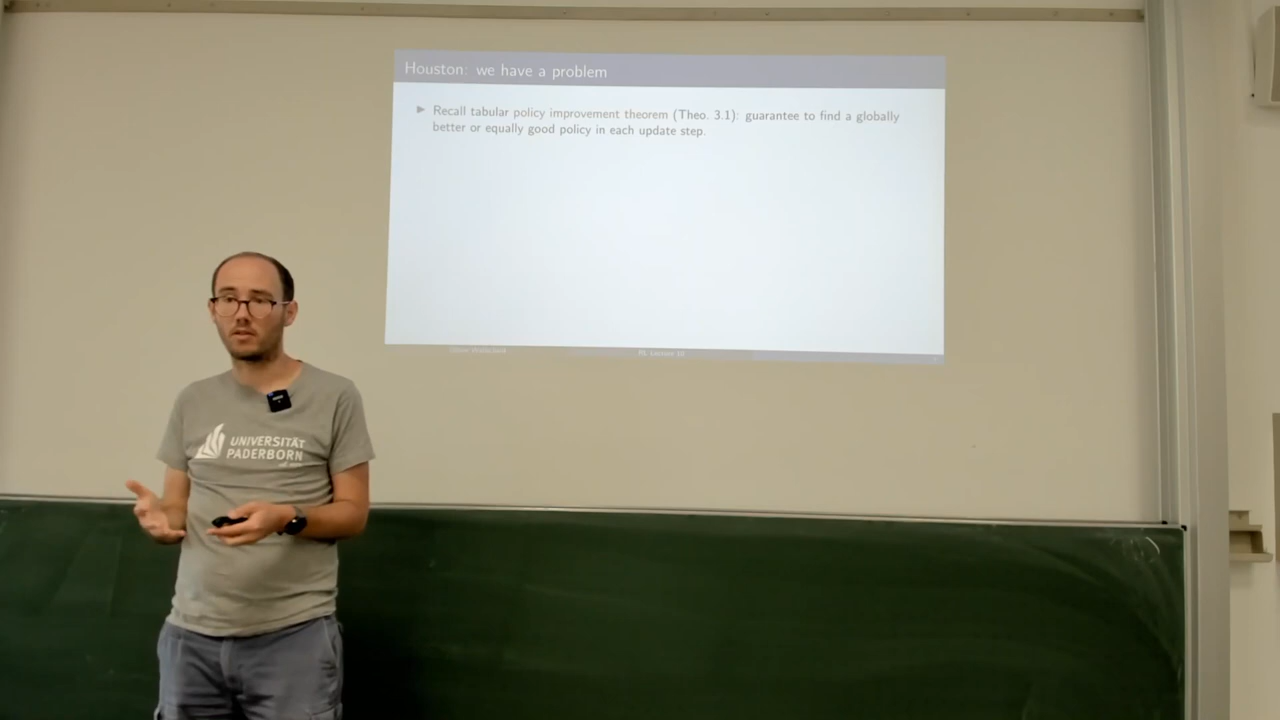 Houston: we have a problem
▶ Recall tabular policy improvement theorem (Theo. 3.1): guarantee to find a globally
better or equally good policy in each update step.
UNIVERSITÄT
PADERBORN